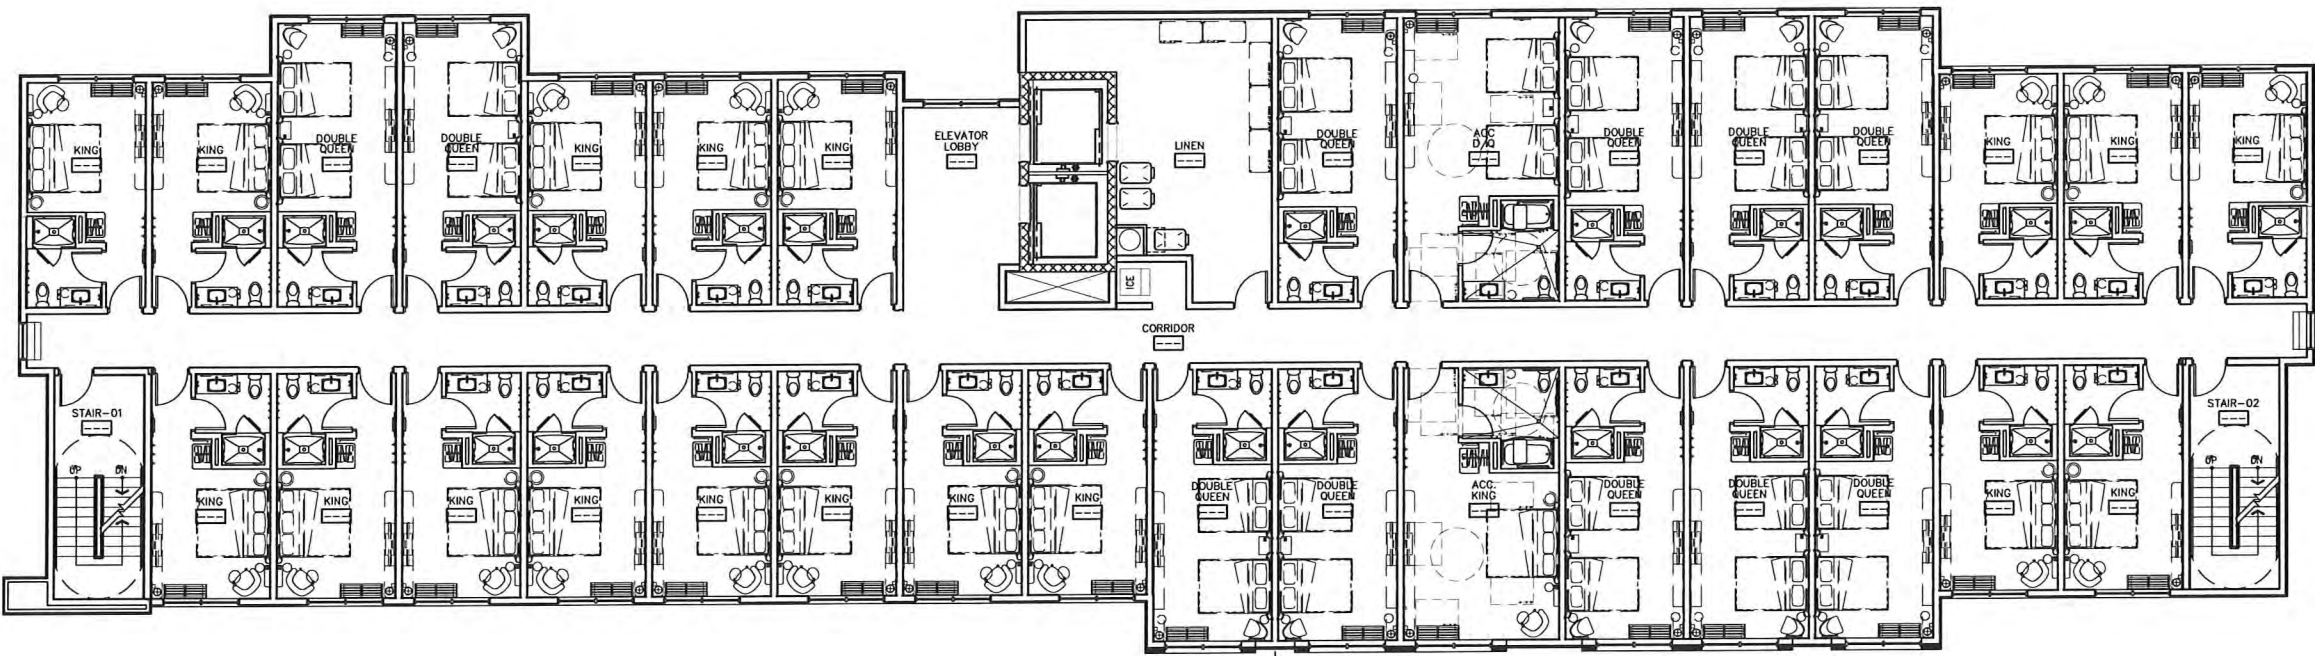 KING
KING
DOUBLE
QUEEN
DOUBLE
QUEEN
KING
KING
KING
ELEVATOR
LOBBY
LINEN
DOUBLE
QUEEN
ACC
D/Q
DOUBLE
QUEEN
DOUBLE
QUEEN
DOUBLE
QUEEN
KING
KING
KING
ICE
CORRIDOR
STAIR-01
UP
DN
KING
KING
KING
KING
KING
KING
KING
KING
DOUBLE
QUEEN
DOUBLE
QUEEN
ACC.
KING
DOUBLE
QUEEN
DOUBLE
QUEEN
DOUBLE
QUEEN
KING
KING
STAIR-02
UP
DN